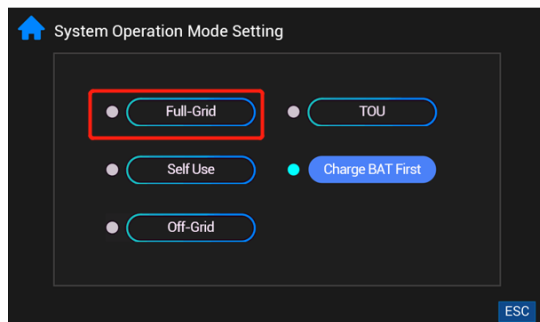 System Operation Mode Setting
Full-Grid
TOU
Self Use
Charge BAT First
Off-Grid
ESC